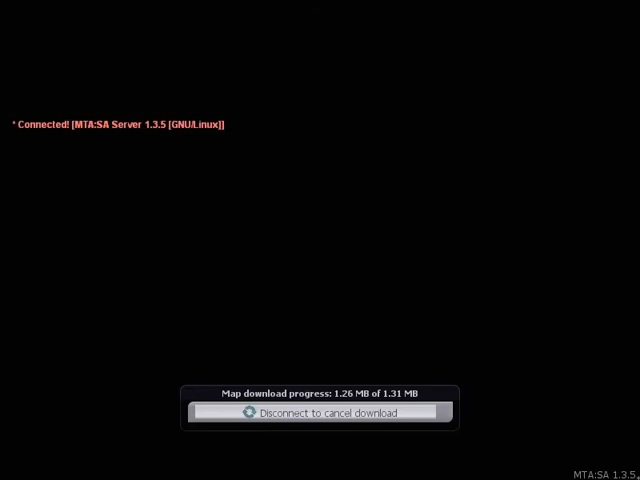 * Connected! [MTA:SA Server 1.3.5 [GNU/Linux]]
Map download progress: 1.26 MB of 1.31 MB
Disconnect to cancel download
MTA:SA 1.3.5